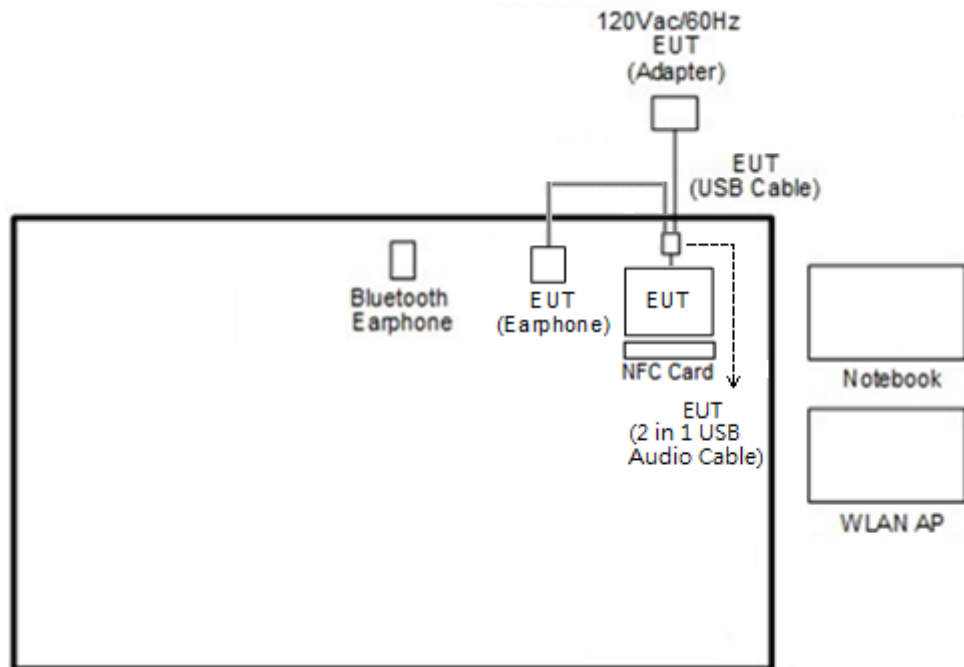 120Vac/60Hz
EUT
(Adapter)
EUT
(USB Cable)
Bluetooth
Earphone
EUT
(Earphone)
EUT
NFC Card
EUT
(2 in 1 USB
Audio Cable)
Notebook
WLAN AP